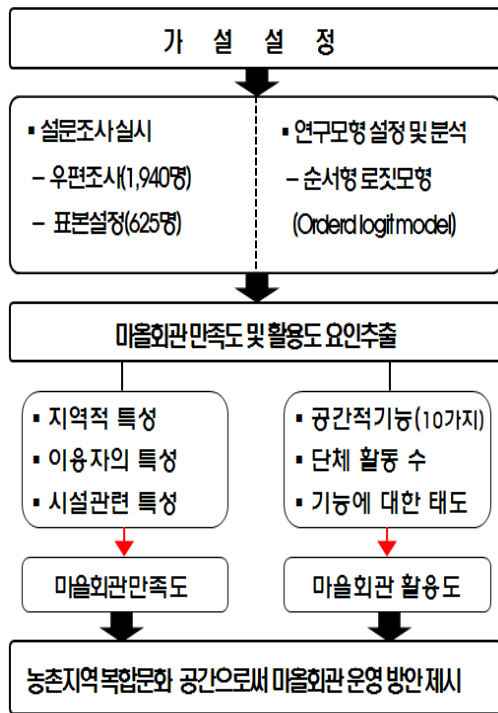 가 설 설 정
▪ 설문조사 실시
– 우편조사(1,940명)
– 표본설정(625명)
▪ 연구모형 설정 및 분석
– 순서형 로짓모형
(Orderd logit model)
마을회관 만족도 및 활용도 요인추출
▪ 지역적 특성
▪ 이용자의 특성
▪ 시설관련 특성
▪ 공간적기능(10가지)
▪ 단체 활동 수
▪ 기능에 대한 태도
마을회관만족도
마을회관 활용도
농촌지역 복합문화 공간으로써 마을회관 운영 방안 제시